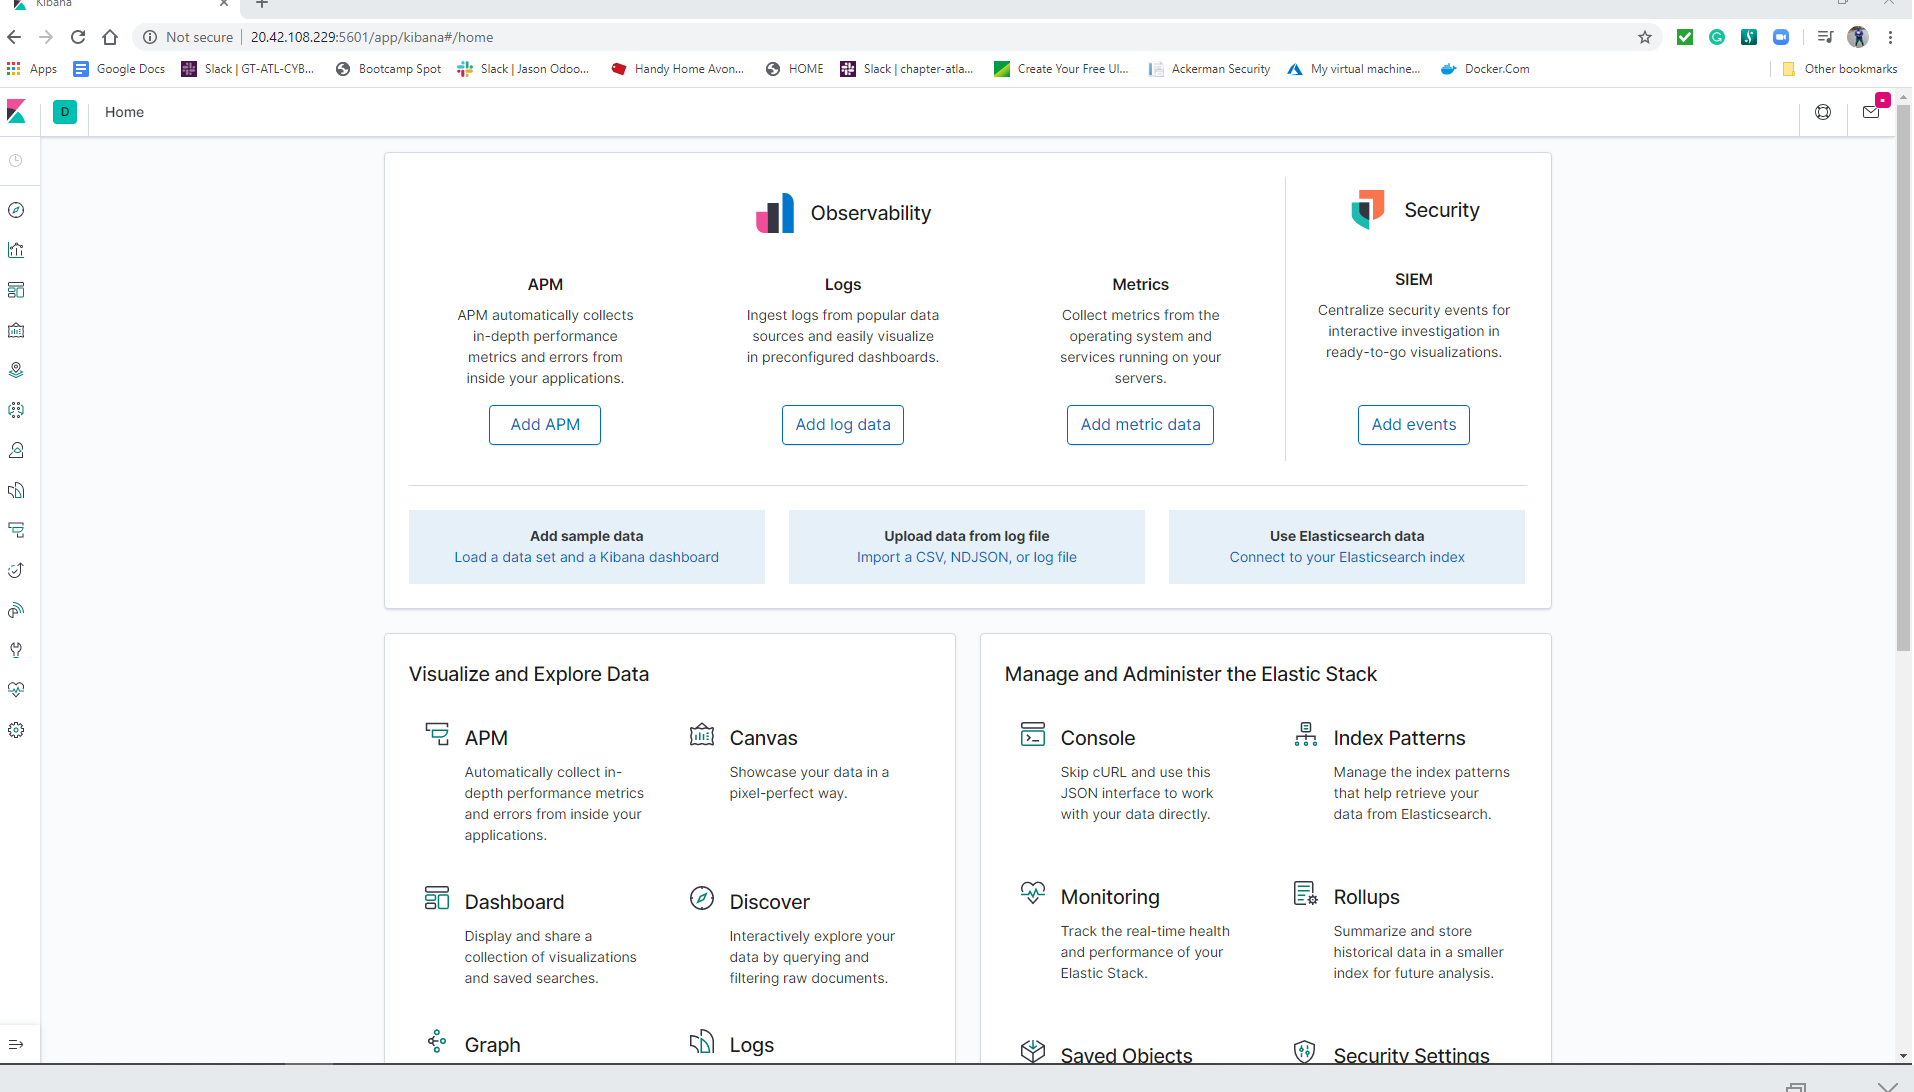 Kibana
Not secure 20.42.108.229:5601/app/kibana#/home
Apps Google Docs Slack | GT-ATL-CYB... Bootcamp Spot Slack | Jason Odoo... Handy Home Avon... HOME Slack | chapter-atla... Create Your Free UI... Ackerman Security My virtual machine... Docker.Com Other bookmarks
D Home
Observability
Security
APM
APM automatically collects
in-depth performance
metrics and errors from
inside your applications.
Add APM
Logs
Ingest logs from popular data
sources and easily visualize
in preconfigured dashboards.
Add log data
Metrics
Collect metrics from the
operating system and
services running on your
servers.
Add metric data
SIEM
Centralize security events for
interactive investigation in
ready-to-go visualizations.
Add events
Add sample data
Load a data set and a Kibana dashboard
Upload data from log file
Import a CSV, NDJSON, or log file
Use Elasticsearch data
Connect to your Elasticsearch index
Visualize and Explore Data
APM
Automatically collect in-
depth performance metrics
and errors from inside your
applications.
Canvas
Showcase your data in a
pixel-perfect way.
Dashboard
Display and share a
collection of visualizations
and saved searches.
Discover
Interactively explore your
data by querying and
filtering raw documents.
Graph
Logs
Manage and Administer the Elastic Stack
Console
Skip cURL and use this
JSON interface to work
with your data directly.
Index Patterns
Manage the index patterns
that help retrieve your
data from Elasticsearch.
Monitoring
Track the real-time health
and performance of your
Elastic Stack.
Rollups
Summarize and store
historical data in a smaller
index for future analysis.
Saved Objects
Security Settings